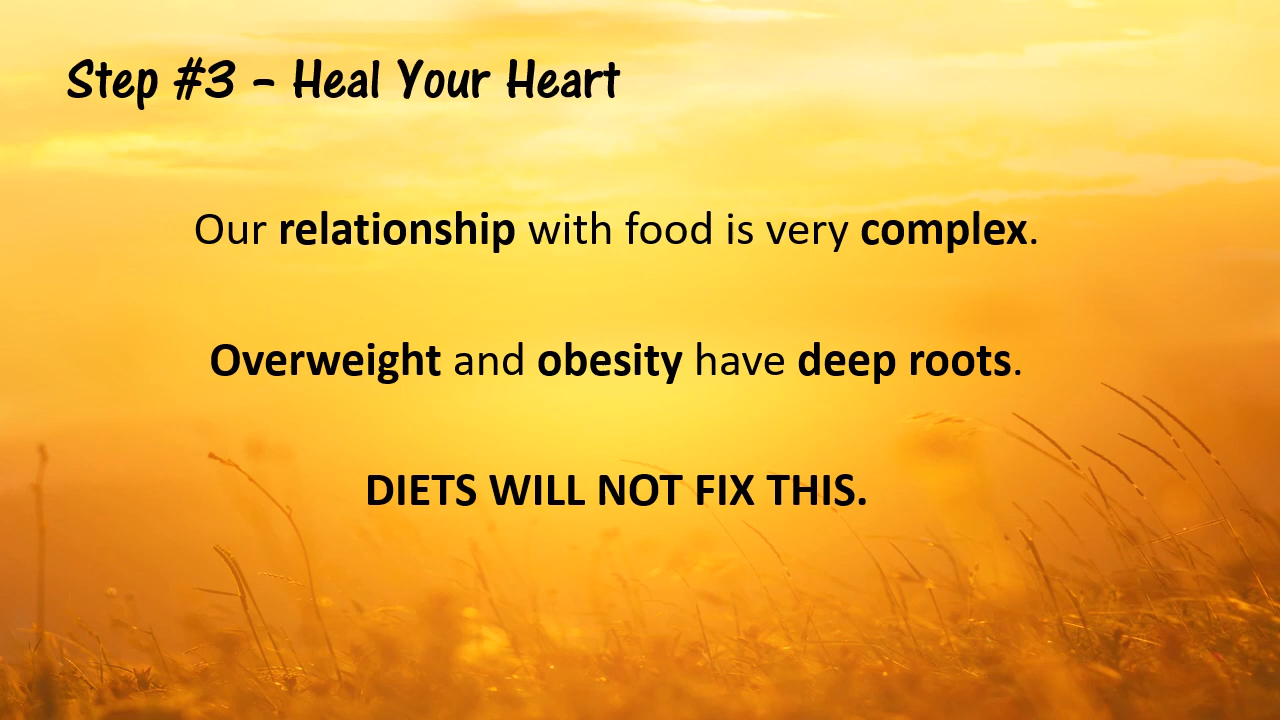 Step #3 – Heal Your Heart
Our relationship with food is very complex.
Overweight and obesity have deep roots.
DIETS WILL NOT FIX THIS.